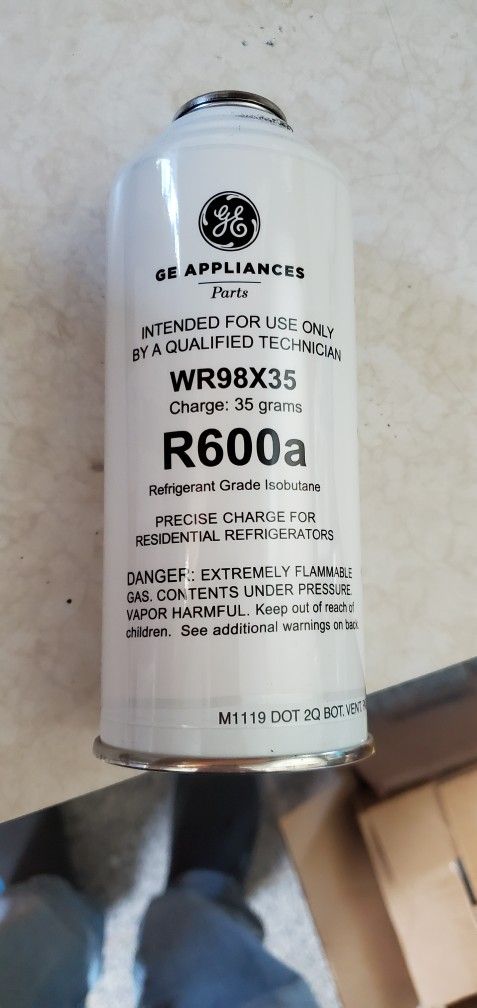 GE
GE APPLIANCES
Parts
INTENDED FOR USE ONLY
BY A QUALIFIED TECHNICIAN
WR98X35
Charge: 35 grams
R600a
Refrigerant Grade Isobutane
PRECISE CHARGE FOR
RESIDENTIAL REFRIGERATORS
DANGER:: EXTREMELY FLAMMABLE
GAS. CONTENTS UNDER PRESSURE.
VAPOR HARMFUL. Keep out of reach of
children. See additional warnings on back.
M1119 DOT 2Q BOT. VENT